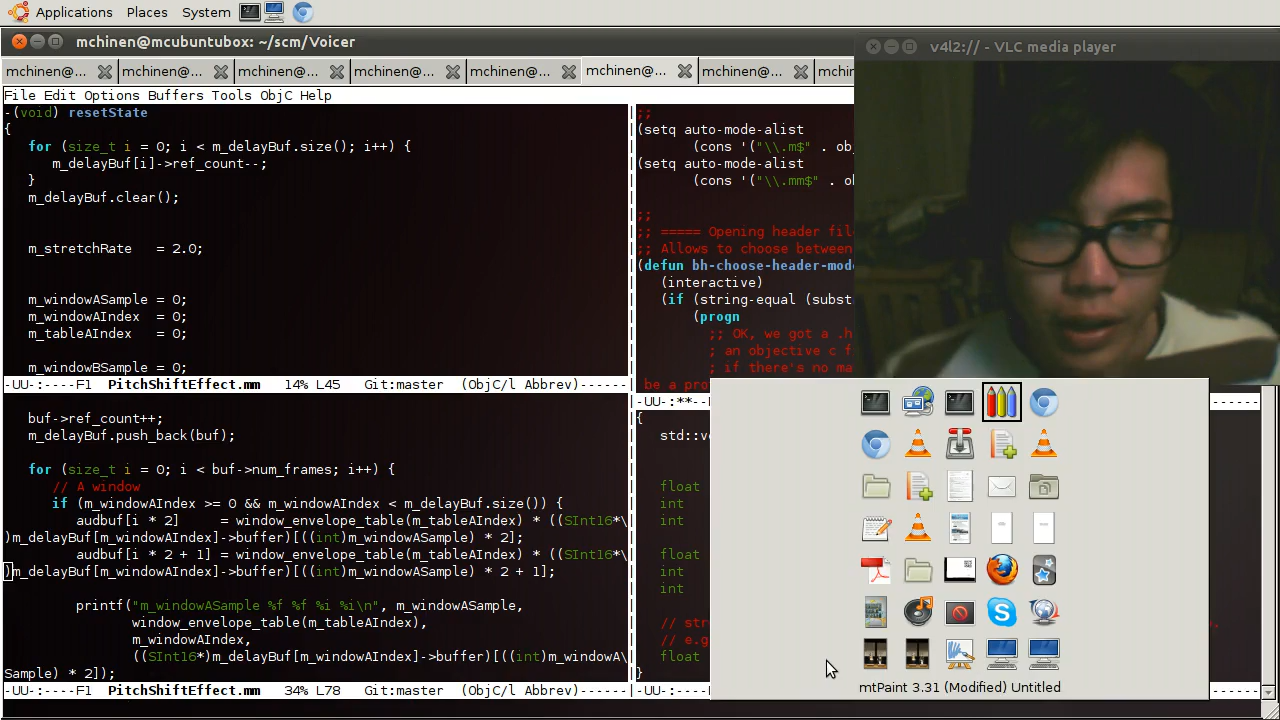 Applications Places System
mchinen@mcubuntubox: ~/scm/Voicer
v4l2:// - VLC media player
mchinen@... mchinen@... mchinen@... mchinen@... mchinen@... mchinen@... mchinen@... mchin
File Edit Options Buffers Tools ObjC Help
-(void) resetState
{
for (size_t i = 0; i < m_delayBuf.size(); i++) {
m_delayBuf[i]->ref_count--;
}
m_delayBuf.clear();
m_stretchRate = 2.0;
m_windowASample = 0;
m_windowAIndex = 0;
m_tableAIndex = 0;
m_windowBSample = 0;
-UU-:----F1 PitchShiftEffect.mm 14% L45 Git:master (ObjC/l Abbrev)------
buf->ref_count++;
m_delayBuf.push_back(buf);
for (size_t i = 0; i < buf->num_frames; i++) {
// A window
if (m_windowAIndex >= 0 && m_windowAIndex < m_delayBuf.size()) {
audbuf[i * 2] = window_envelope_table(m_tableAIndex) * ((SInt16*\
)m_delayBuf[m_windowAIndex]->buffer)[((int)m_windowASample) * 2];
audbuf[i * 2 + 1] = window_envelope_table(m_tableAIndex) * ((SInt16*\
)m_delayBuf[m_windowAIndex]->buffer)[((int)m_windowASample) * 2 + 1];
printf("m_windowASample %f %f %i %i\n", m_windowASample,
window_envelope_table(m_tableAIndex),
m_windowAIndex,
((SInt16*)m_delayBuf[m_windowAIndex]->buffer)[((int)m_windowA\
Sample) * 2]);
-UU-:----F1 PitchShiftEffect.mm 34% L78 Git:master (ObjC/l Abbrev)------
;;
(setq auto-mode-alist
(cons '("\\.m$" . ob
(setq auto-mode-alist
(cons '("\\.mm$" . ob
;;
;; ===== Opening header fil
;; Allows to choose between
(defun bh-choose-header-mode
(interactive)
(if (string-equal (subst
(progn
;; OK, we got a .h
; an objective c f
; if there's no ma
be a pro
-UU-:**--
{
std::ve
float
int
int
float
int
int
// str
// e.g
float
}
-UU-:---
mtPaint 3.31 (Modified) Untitled